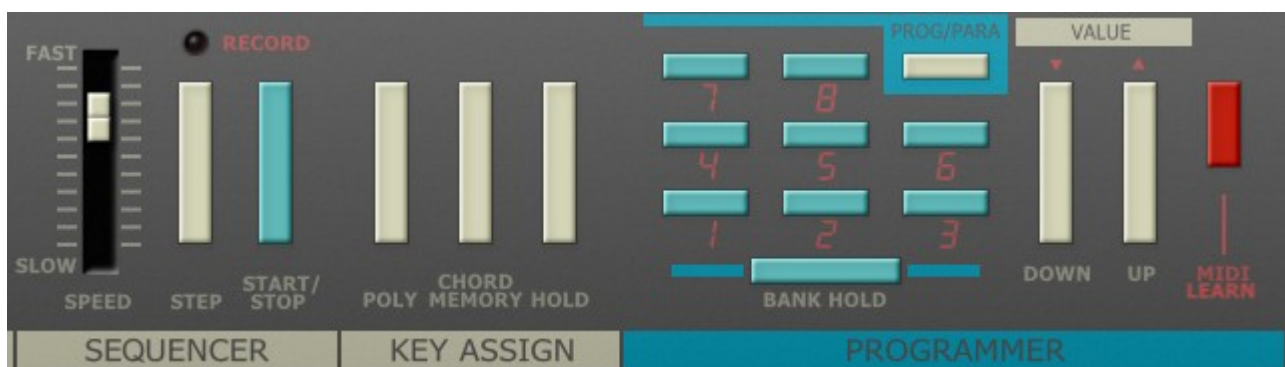 FAST
RECORD
PROG/PARA
VALUE
7 8
4 5 6
1 2 3
SLOW
SPEED
STEP
START/
STOP
POLY
CHORD
MEMORY
HOLD
BANK HOLD
DOWN
UP
MIDI
LEARN
SEQUENCER
KEY ASSIGN
PROGRAMMER